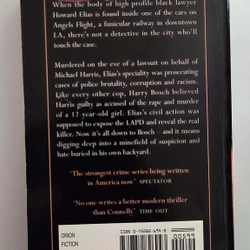 When the body of high profile black lawyer
Howard Elias is found inside one of the cars on
Angels Flight, a funicular railway in downtown
LA, there's not a detective in the city who'll
touch the case.
Murdered on the eve of a lawsuit on behalf of
Michael Harris, Elias's speciality was prosecuting
cases of police brutality, corruption and racism.
Like every other cop, Harry Bosch believed
Harris guilty as accused of the rape and murder
of a 12-year-old girl. Elias's civil action was
supposed to expose the LAPD and reveal the real
killer. Now it's all down to Bosch – and it means
digging deep into a minefield of suspicion and
hate buried in his own backyard.
'The strongest crime series being written
in America now' SPECTATOR
'No one writes a better modern thriller
than Connelly' TIME OUT
ORION
FICTION
00599